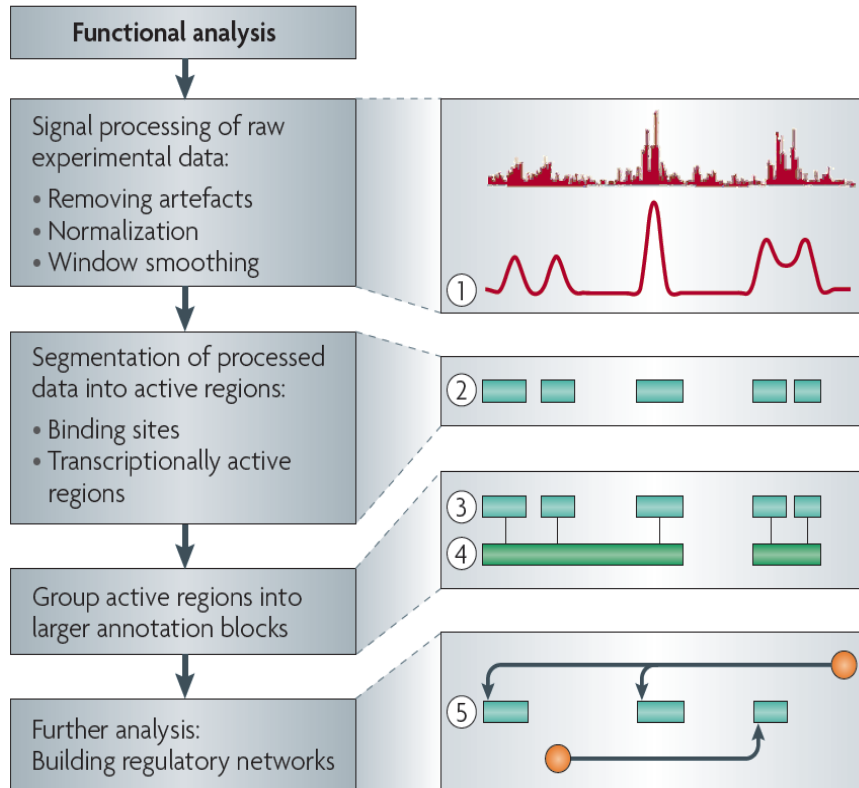 Functional analysis
Signal processing of raw
experimental data:
• Removing artefacts
• Normalization
• Window smoothing
1
Segmentation of processed
data into active regions:
• Binding sites
• Transcriptionally active
regions
2
3
4
Group active regions into
larger annotation blocks
5
Further analysis:
Building regulatory networks